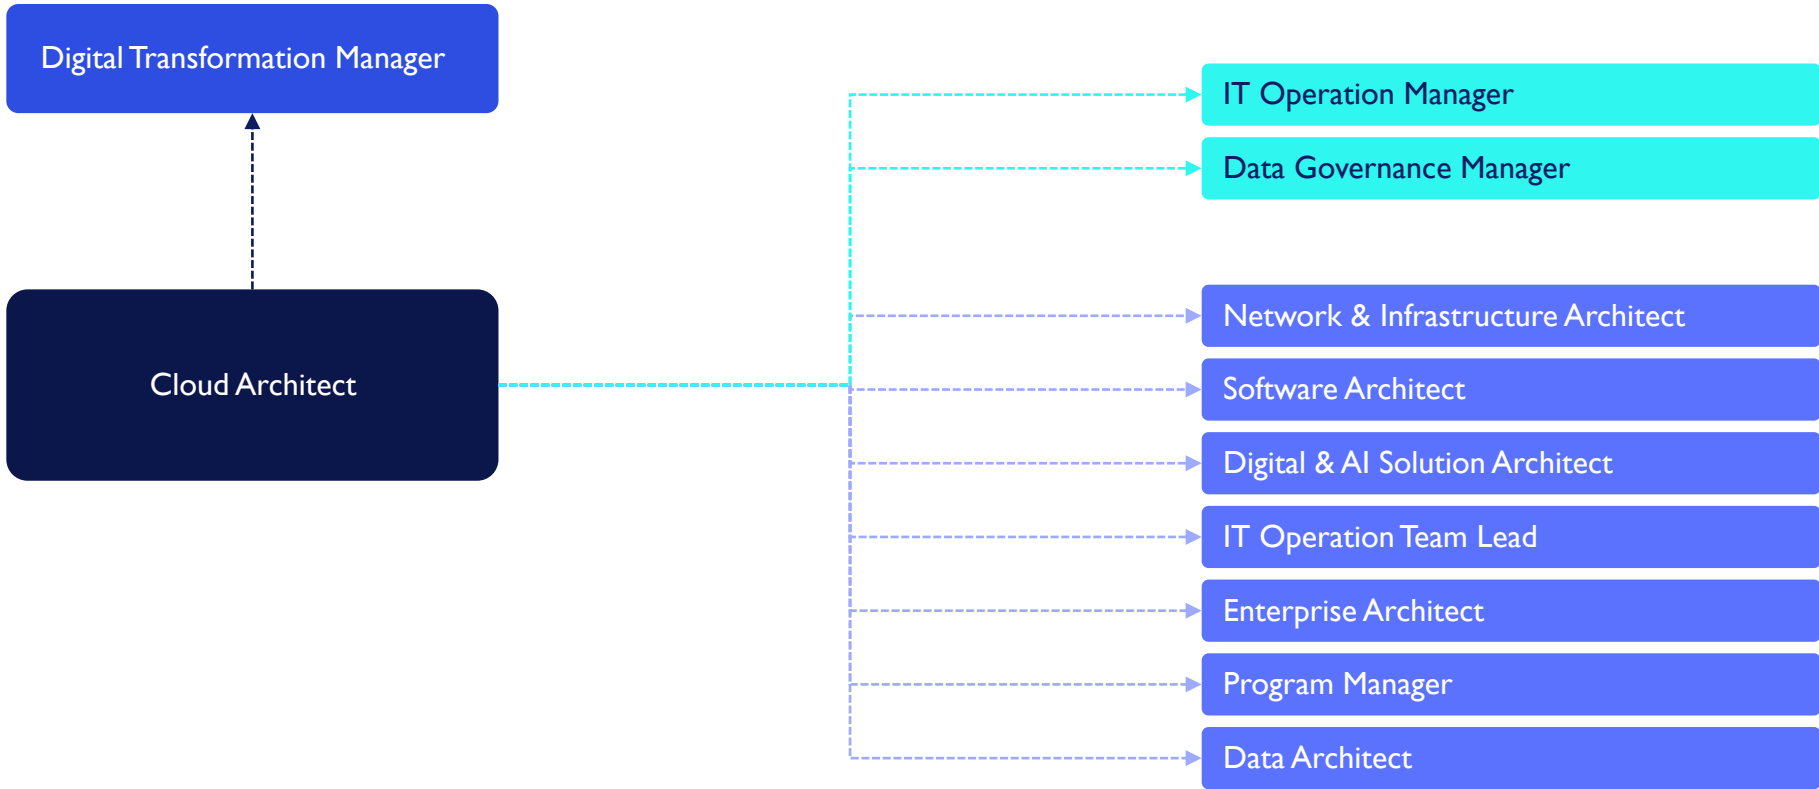 Digital Transformation Manager
IT Operation Manager
Data Governance Manager
Network & Infrastructure Architect
Cloud Architect
Software Architect
Digital & AI Solution Architect
IT Operation Team Lead
Enterprise Architect
Program Manager
Data Architect